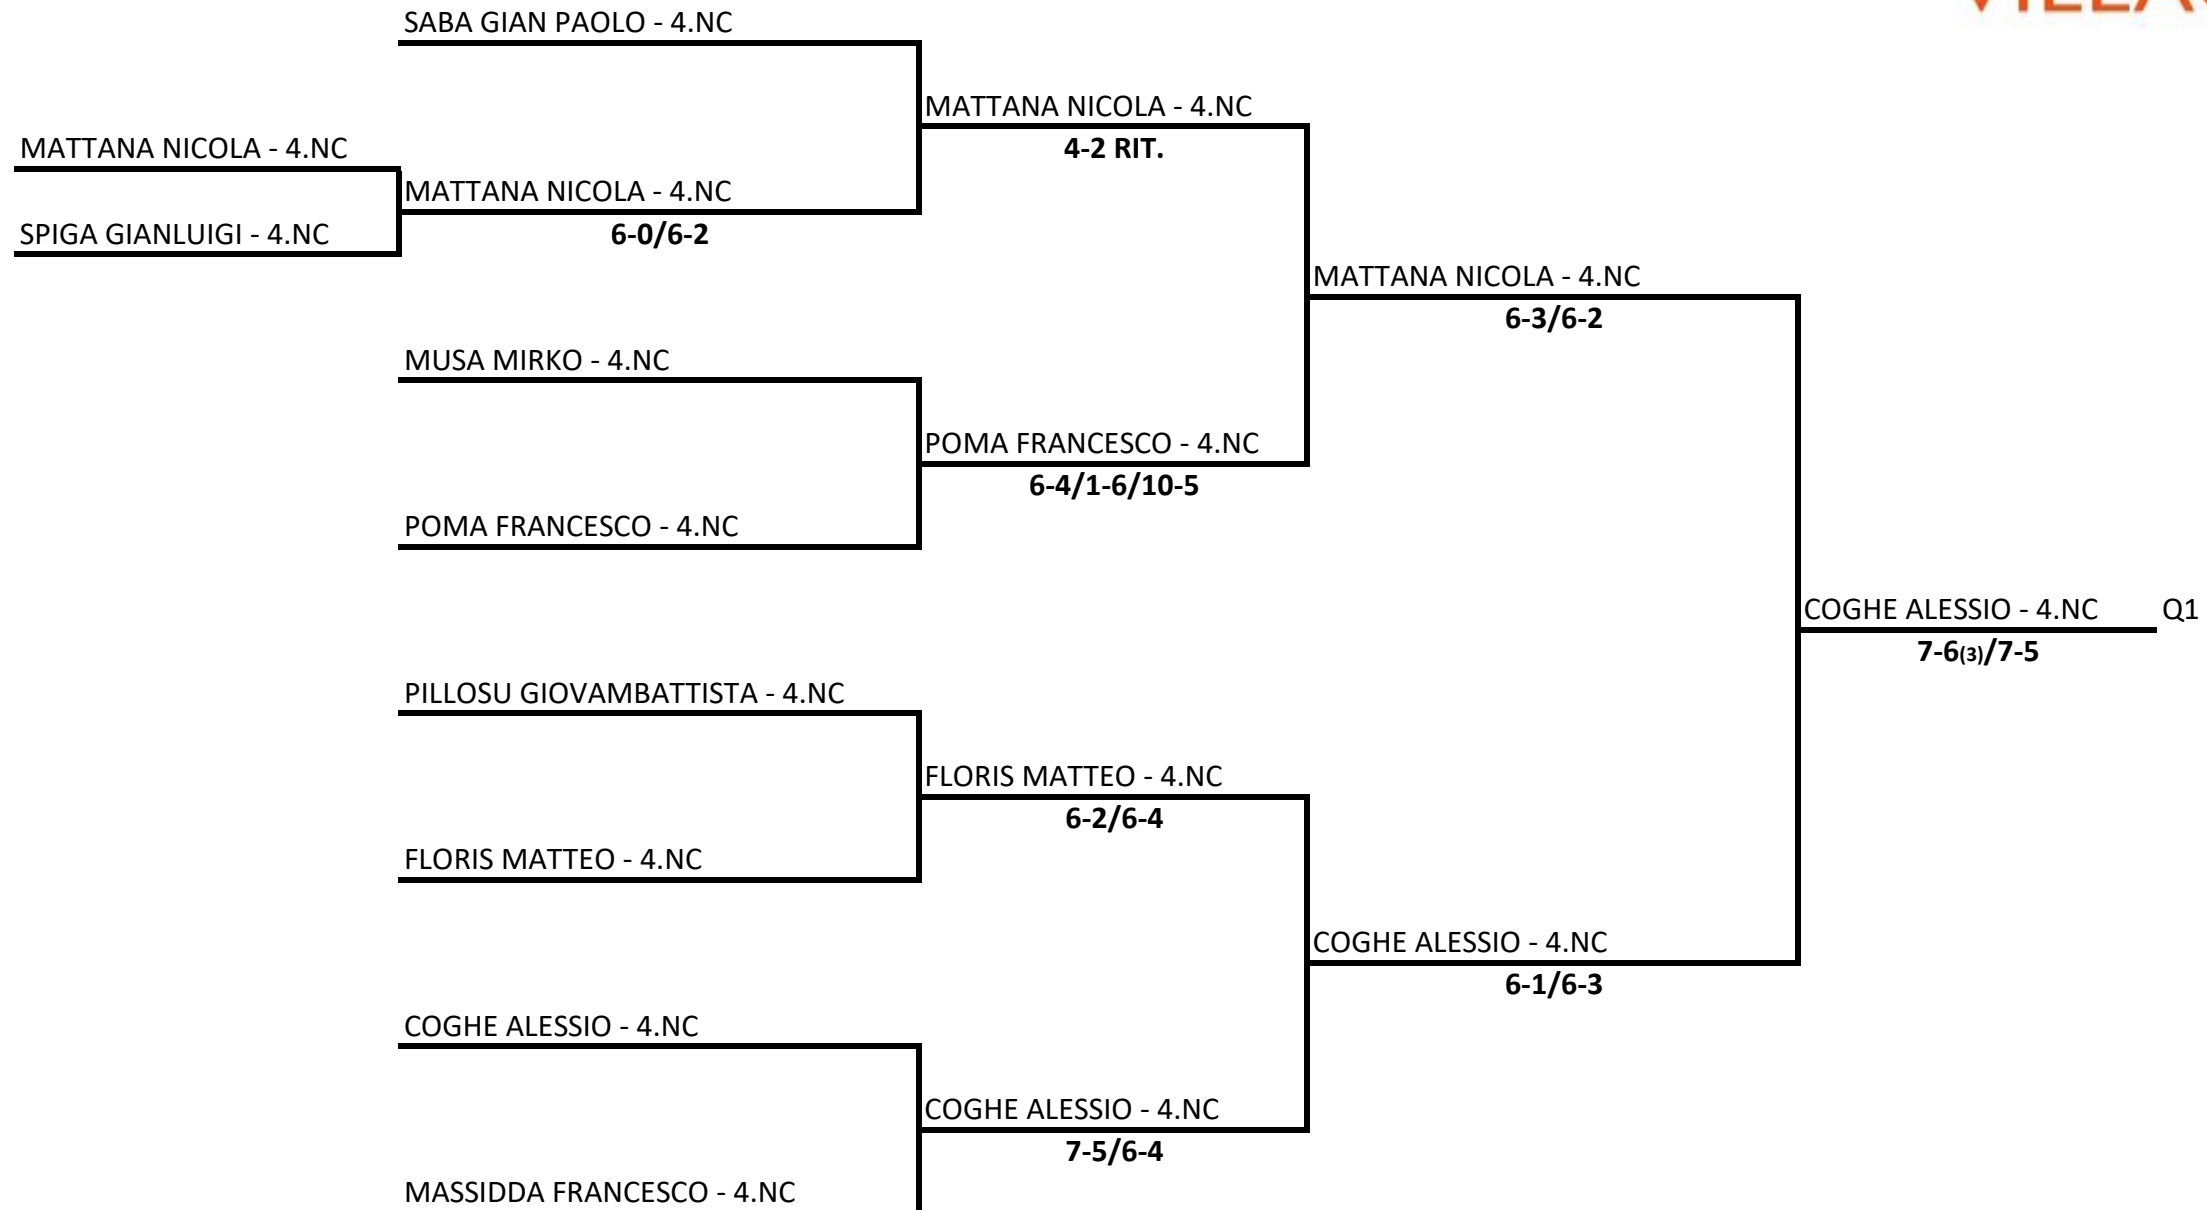 SABA GIAN PAOLO - 4.NC
MATTANA NICOLA - 4.NC
4-2 RIT.
MATTANA NICOLA - 4.NC
MATTANA NICOLA - 4.NC
6-0/6-2
SPIGA GIANLUIGI - 4.NC
MATTANA NICOLA - 4.NC
6-3/6-2
MUSA MIRKO - 4.NC
POMA FRANCESCO - 4.NC
6-4/1-6/10-5
POMA FRANCESCO - 4.NC
COGHE ALESSIO - 4.NC Q1
7-6(3)/7-5
PILLOSU GIOVAMBATTISTA - 4.NC
FLORIS MATTEO - 4.NC
6-2/6-4
FLORIS MATTEO - 4.NC
COGHE ALESSIO - 4.NC
6-1/6-3
COGHE ALESSIO - 4.NC
COGHE ALESSIO - 4.NC
7-5/6-4
MASSIDDA FRANCESCO - 4.NC